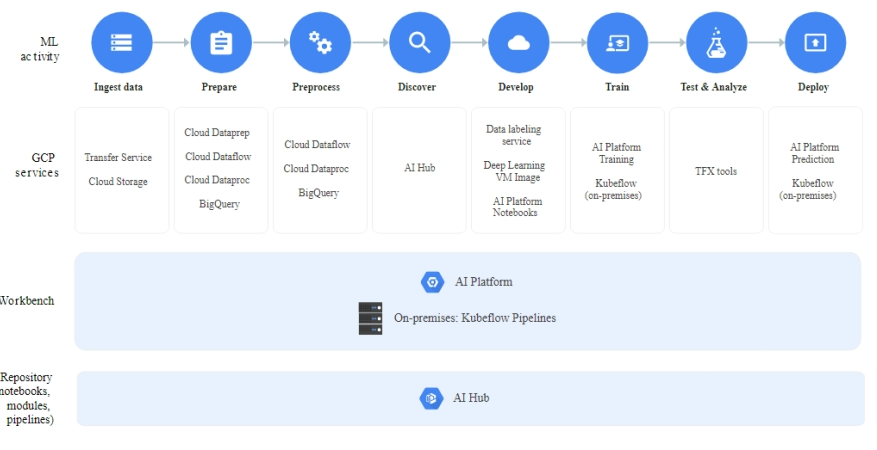 ML
activity
Ingest data
Prepare
Preprocess
Discover
Develop
Train
Test & Analyze
Deploy
GCP
services
Transfer Service
Cloud Storage
Cloud Dataprep
Cloud Dataflow
Cloud Dataproc
BigQuery
Cloud Dataflow
Cloud Dataproc
BigQuery
AI Hub
Data labeling
service
Deep Learning
VM Image
AI Platform
Notebooks
AI Platform
Training
Kubeflow
(on-premises)
TFX tools
AI Platform
Prediction
Kubeflow
(on-premises)
Workbench
AI Platform
On-premises: Kubeflow Pipelines
Repository
notebooks,
modules,
pipelines)
AI Hub